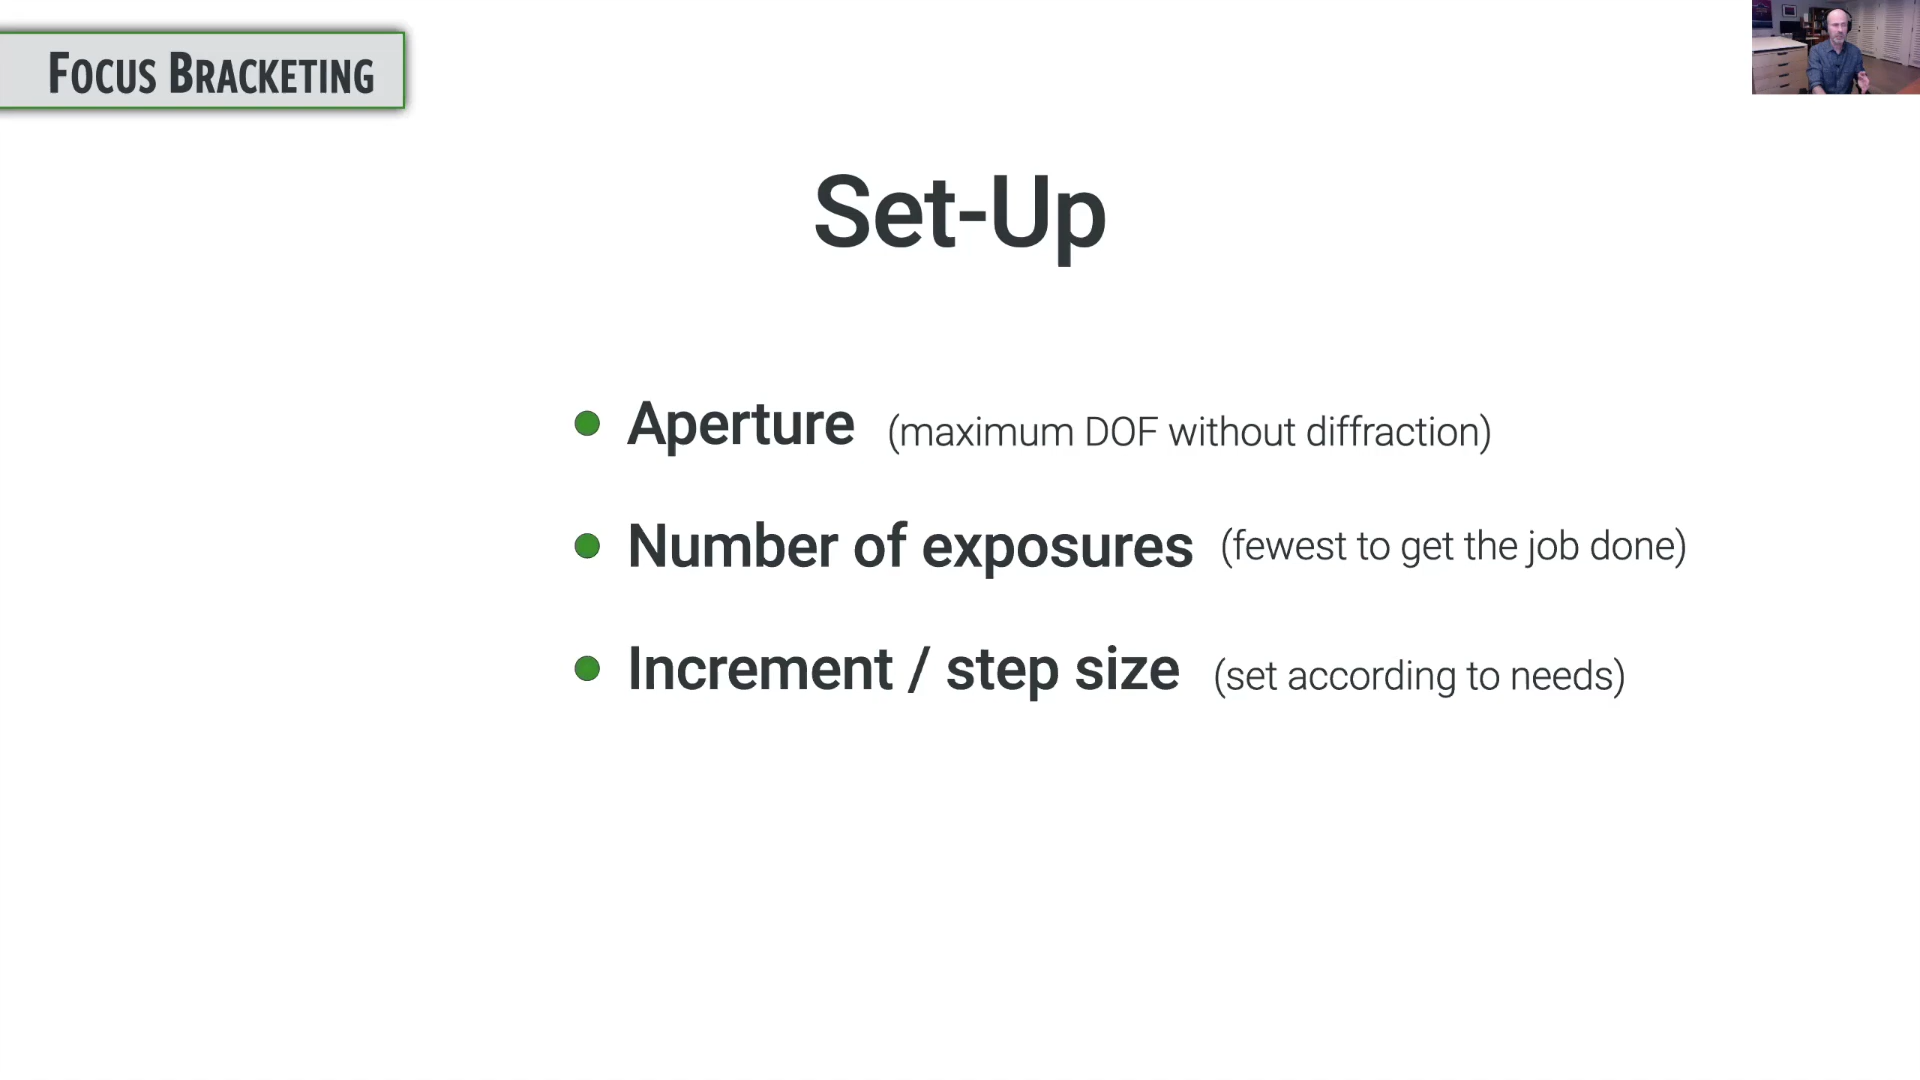 FOCUS BRACKETING
Set-Up
Aperture (maximum DOF without diffraction)
Number of exposures (fewest to get the job done)
Increment / step size (set according to needs)